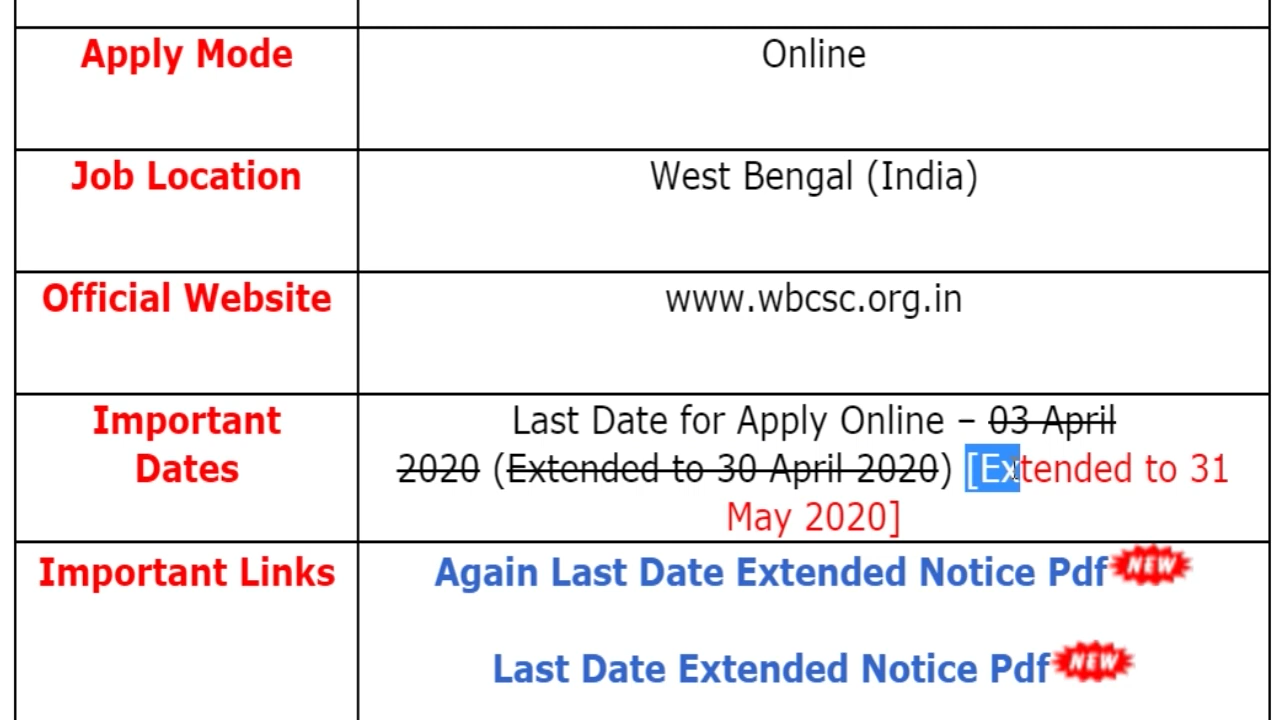 Apply Mode
Online
Job Location
West Bengal (India)
Official Website
www.wbcsc.org.in
Important
Dates
Last Date for Apply Online – 03 April
2020 (Extended to 30 April 2020) [Extended to 31
May 2020]
Important Links
Again Last Date Extended Notice Pdf NEW
Last Date Extended Notice Pdf NEW